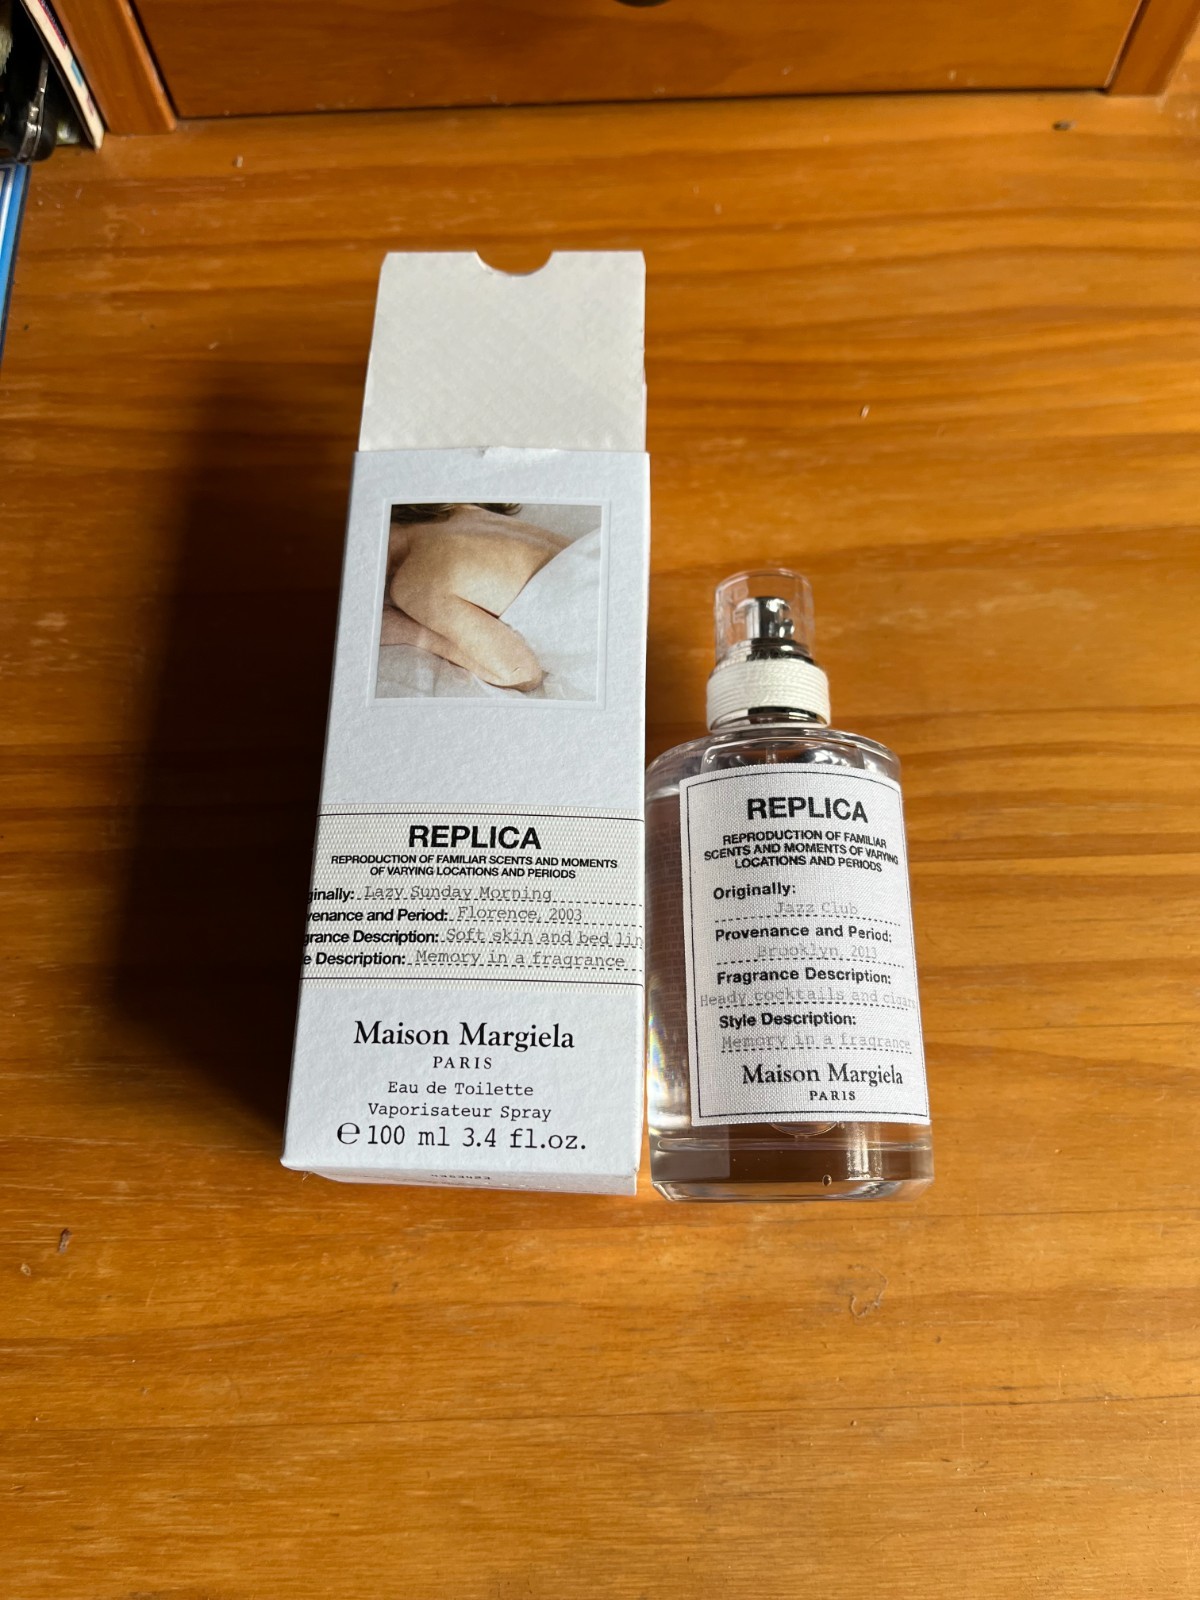 REPLICA
REPRODUCTION OF FAMILIAR SCENTS AND MOMENTS
OF VARYING LOCATIONS AND PERIODS
ginally: Lazy Sunday Morning
venance and Period: Florence, 2003
grance Description: Soft skin and bed lin
e Description: Memory in a fragrance
Maison Margiela
PARIS
Eau de Toilette
Vaporisateur Spray
℮ 100 ml 3.4 fl.oz.
REPLICA
REPRODUCTION OF FAMILIAR
SCENTS AND MOMENTS OF VARYING
LOCATIONS AND PERIODS
Originally:
Jazz Club
Provenance and Period:
Brooklyn, 2013
Fragrance Description:
Heady cocktails and cigars
Style Description:
Memory in a fragrance
Maison Margiela
PARIS